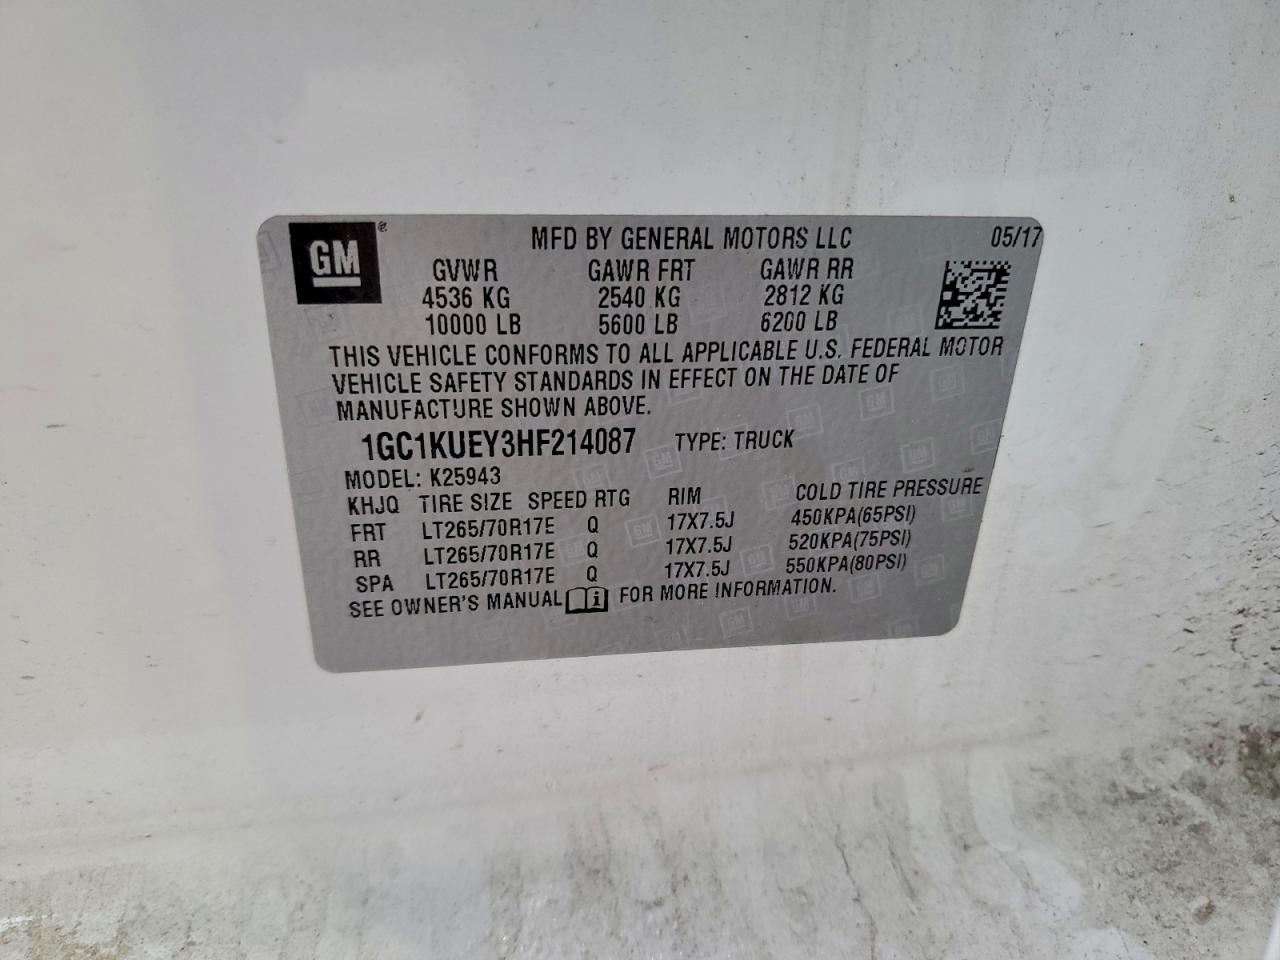 GM ®
MFD BY GENERAL MOTORS LLC 05/17
GVWR GAWR FRT GAWR RR
4536 KG 2540 KG 2812 KG
10000 LB 5600 LB 6200 LB
THIS VEHICLE CONFORMS TO ALL APPLICABLE U.S. FEDERAL MOTOR
VEHICLE SAFETY STANDARDS IN EFFECT ON THE DATE OF
MANUFACTURE SHOWN ABOVE.
1GC1KUEY3HF214087 TYPE: TRUCK
MODEL: K25943
KHJQ TIRE SIZE SPEED RTG RIM COLD TIRE PRESSURE
FRT LT265/70R17E Q 17X7.5J 450KPA(65PSI)
RR LT265/70R17E Q 17X7.5J 520KPA(75PSI)
SPA LT265/70R17E Q 17X7.5J 550KPA(80PSI)
SEE OWNER'S MANUAL i FOR MORE INFORMATION.